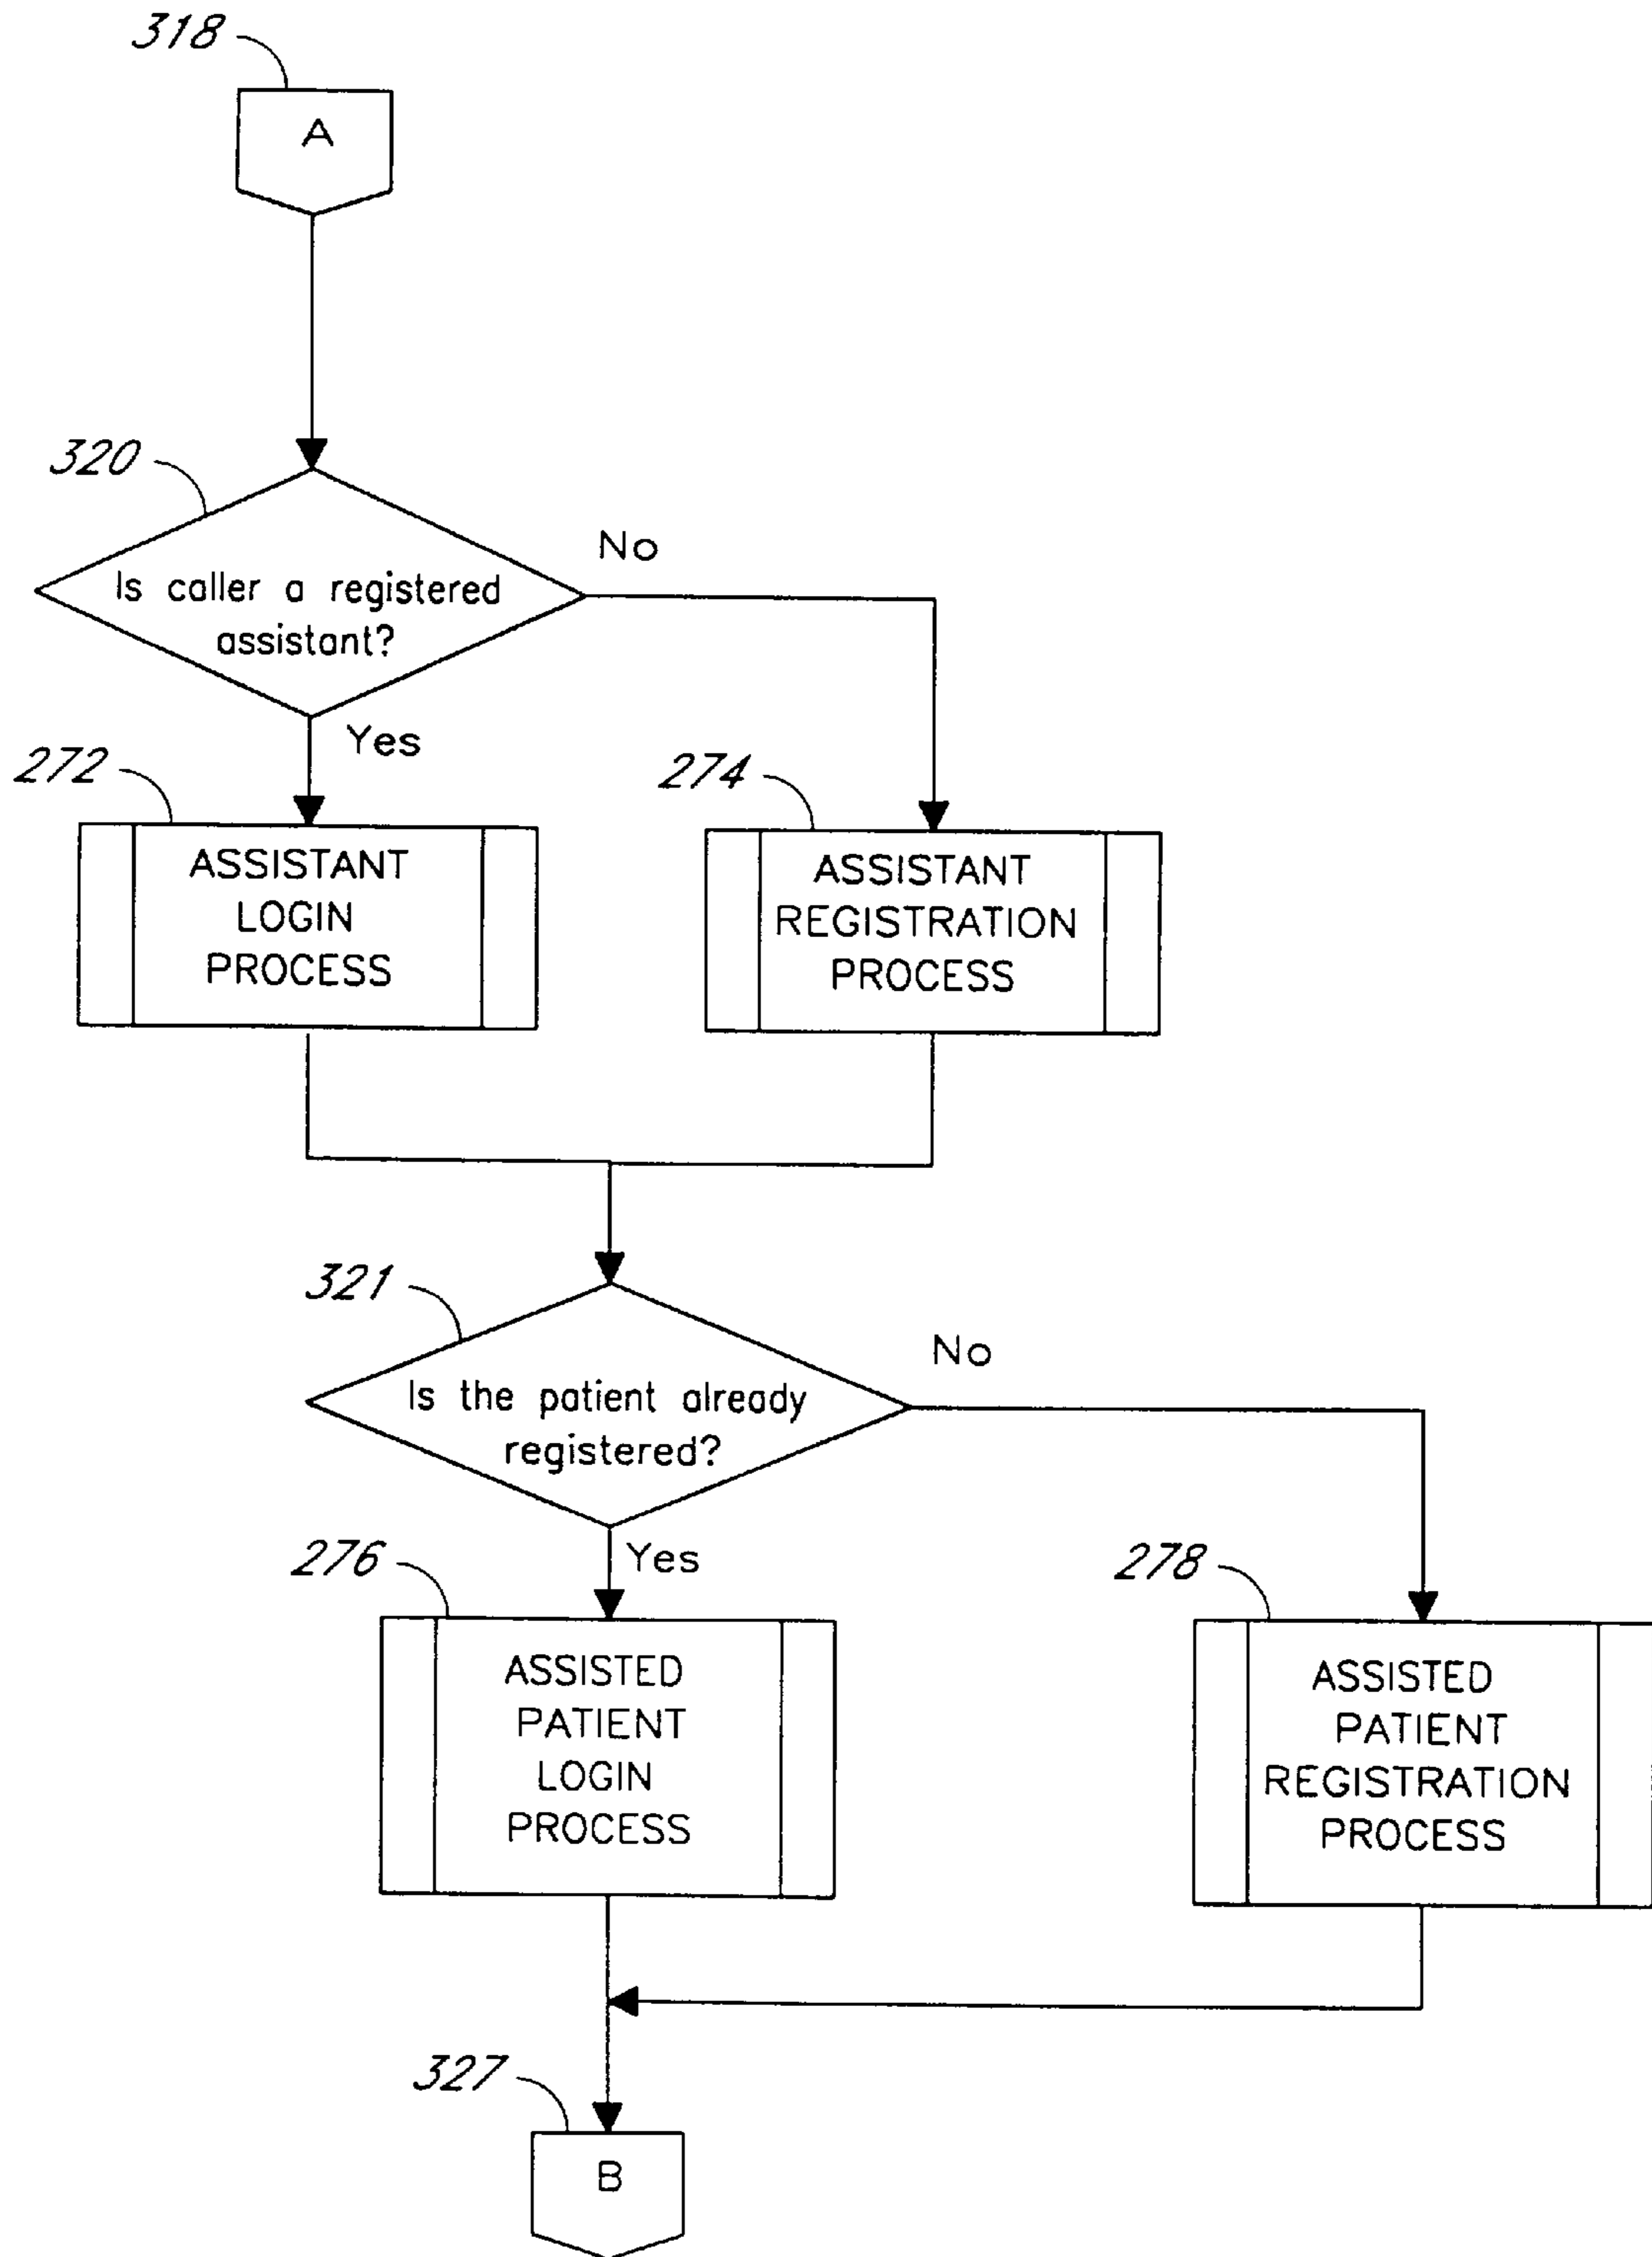 318
A
320
No
Is caller a registered
assistant?
Yes
272
274
ASSISTANT
LOGIN
PROCESS
ASSISTANT
REGISTRATION
PROCESS
321
No
Is the patient already
registered?
Yes
276
278
ASSISTED
PATIENT
LOGIN
PROCESS
ASSISTED
PATIENT
REGISTRATION
PROCESS
327
B